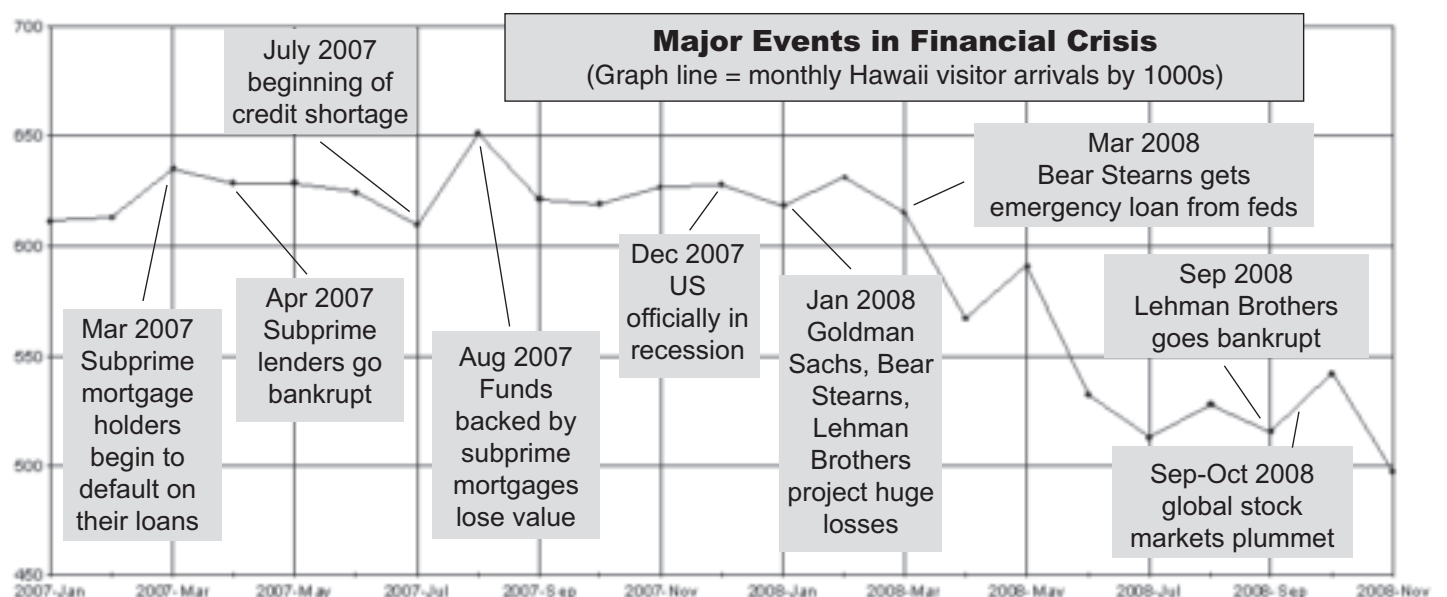 Major Events in Financial Crisis
(Graph line = monthly Hawaii visitor arrivals by 1000s)
700
650
600
550
500
450
July 2007
beginning of
credit shortage
Mar 2008
Bear Stearns gets
emergency loan from feds
Mar 2007
Subprime
mortgage
holders
begin to
default on
their loans
Apr 2007
Subprime
lenders go
bankrupt
Aug 2007
Funds
backed by
subprime
mortgages
lose value
Dec 2007
US
officially in
recession
Jan 2008
Goldman
Sachs, Bear
Stearns,
Lehman
Brothers
project huge
losses
Sep 2008
Lehman Brothers
goes bankrupt
Sep-Oct 2008
global stock
markets plummet
2007-Jan 2007-Mar 2007-May 2007-Jul 2007-Sep 2007-Nov 2008-Jan 2008-Mar 2008-May 2008-Jul 2008-Sep 2008-Nov